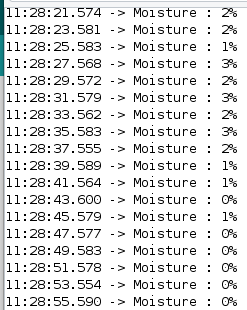 11:28:21.574 -> Moisture : 2%
11:28:23.581 -> Moisture : 2%
11:28:25.583 -> Moisture : 1%
11:28:27.568 -> Moisture : 3%
11:28:29.572 -> Moisture : 2%
11:28:31.579 -> Moisture : 3%
11:28:33.562 -> Moisture : 2%
11:28:35.583 -> Moisture : 3%
11:28:37.555 -> Moisture : 2%
11:28:39.589 -> Moisture : 1%
11:28:41.564 -> Moisture : 1%
11:28:43.600 -> Moisture : 0%
11:28:45.579 -> Moisture : 1%
11:28:47.577 -> Moisture : 0%
11:28:49.583 -> Moisture : 0%
11:28:51.578 -> Moisture : 0%
11:28:53.554 -> Moisture : 0%
11:28:55.590 -> Moisture : 0%